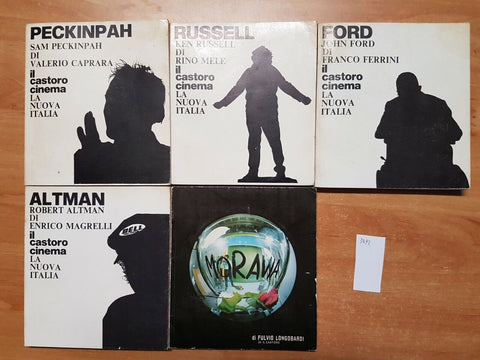 PECKINPAH
SAM PECKINPAH
DI
VALERIO CAPRARA
il
castoro
cinema
LA
NUOVA
ITALIA
RUSSELL
KEN RUSSELL
DI
RINO MELE
il
castoro
cinema
LA
NUOVA
ITALIA
FORD
JOHN FORD
DI
FRANCO FERRINI
il
castoro
cinema
LA
NUOVA
ITALIA
ALTMAN
ROBERT ALTMAN
DI
ENRICO MAGRELLI
il
castoro
cinema
LA
NUOVA
ITALIA
BELL
MORAVIA
di FULVIO LONGOBARDI